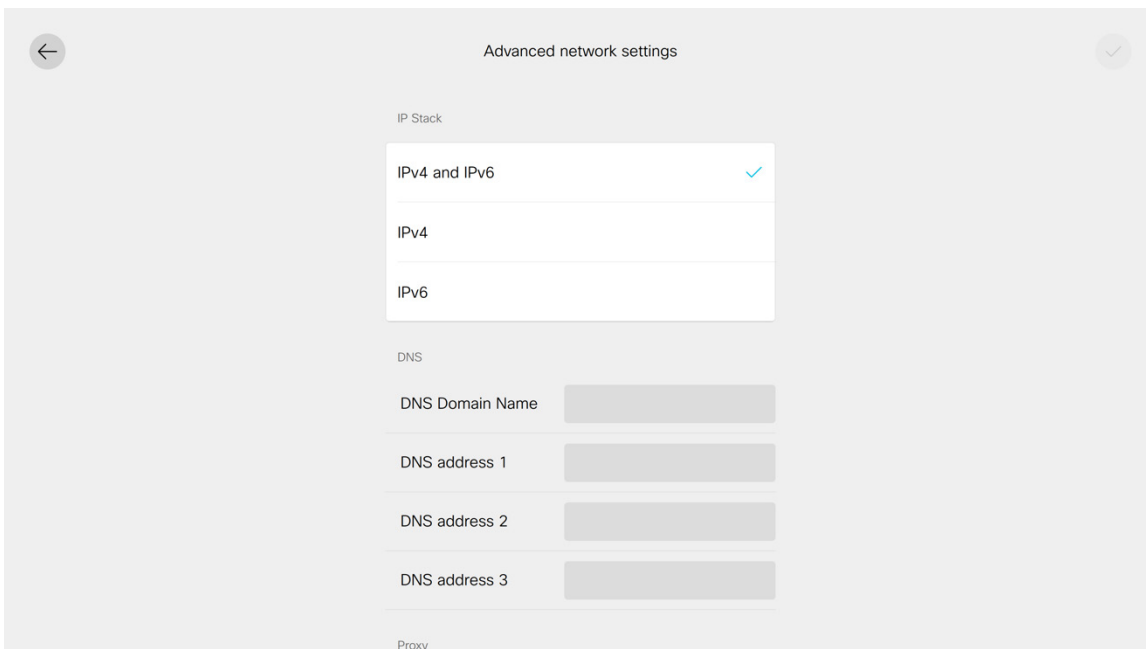 Advanced network settings
IP Stack
IPv4 and IPv6
IPv4
IPv6
DNS
DNS Domain Name
DNS address 1
DNS address 2
DNS address 3
Proxy